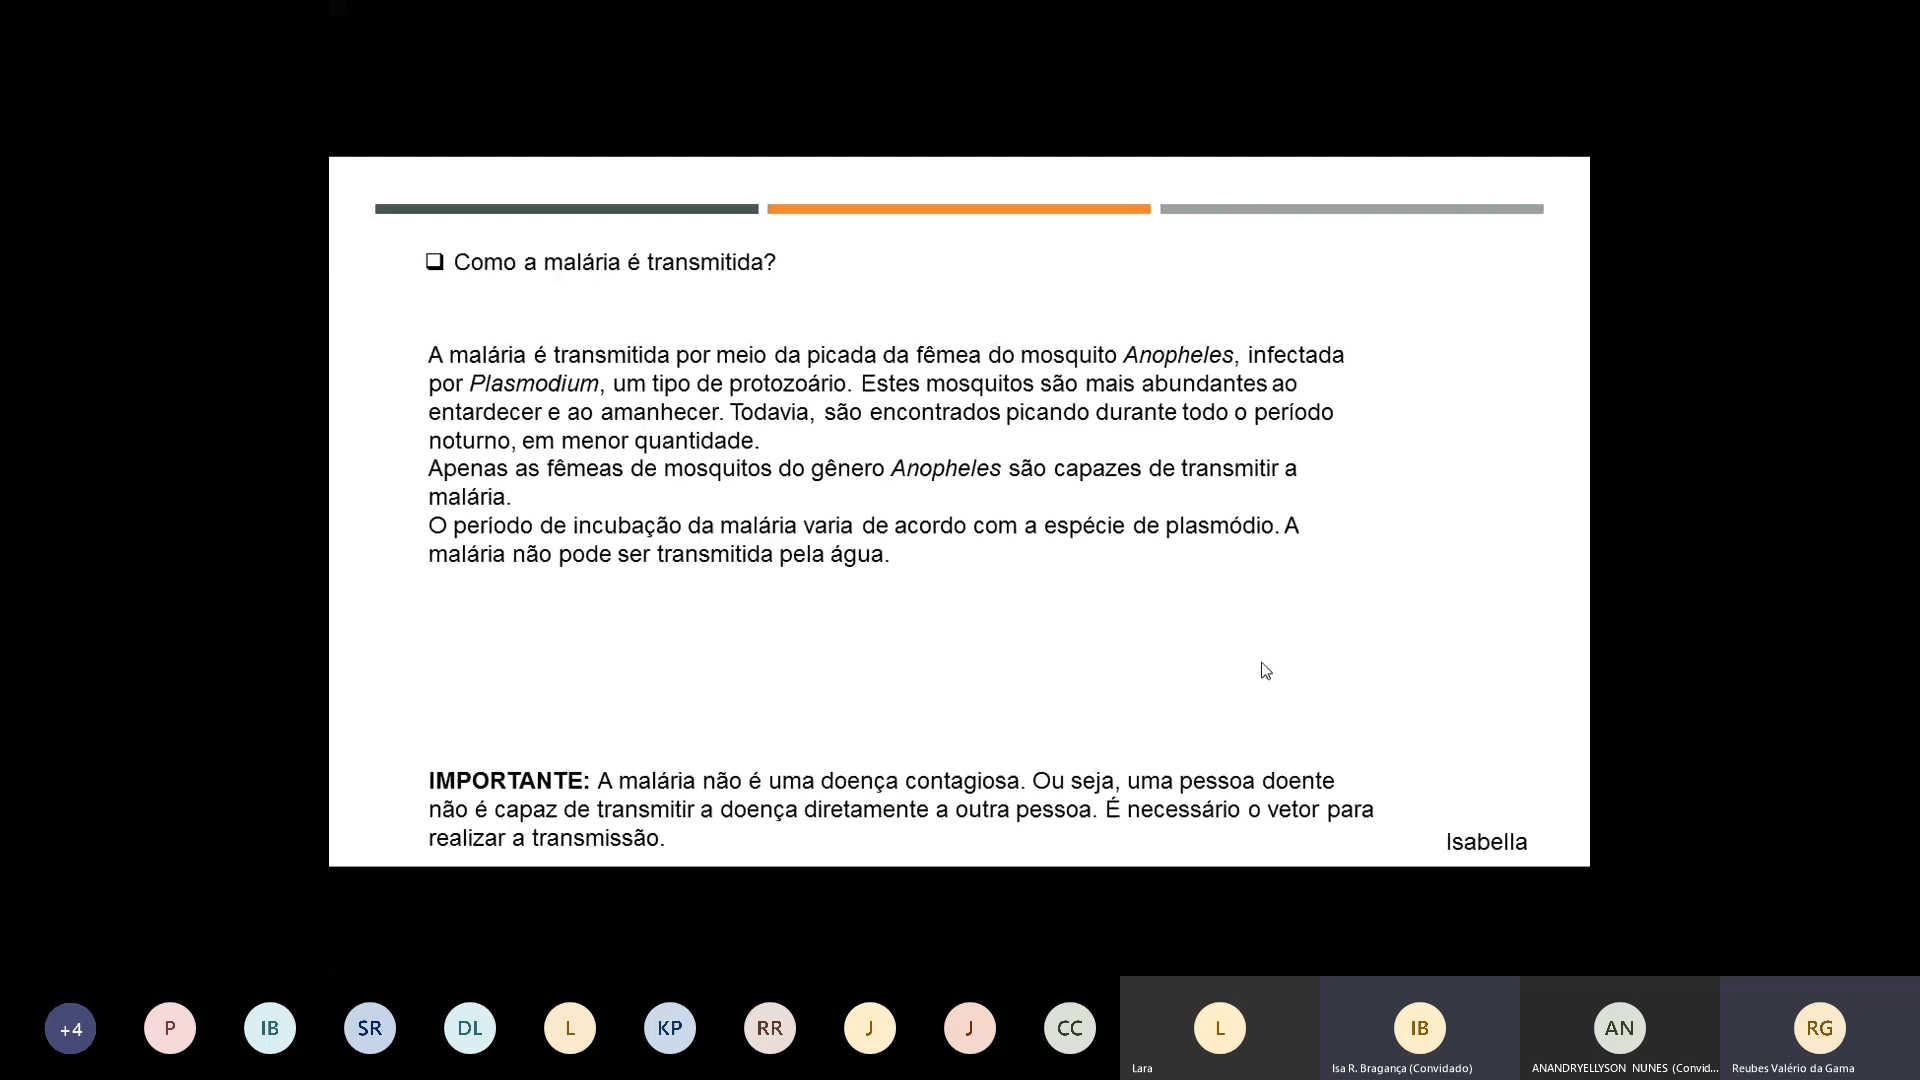 Como a malária é transmitida?
A malária é transmitida por meio da picada da fêmea do mosquito Anopheles, infectada
por Plasmodium, um tipo de protozoário. Estes mosquitos são mais abundantes ao
entardecer e ao amanhecer. Todavia, são encontrados picando durante todo o período
noturno, em menor quantidade.
Apenas as fêmeas de mosquitos do gênero Anopheles são capazes de transmitir a
malária.
O período de incubação da malária varia de acordo com a espécie de plasmódio. A
malária não pode ser transmitida pela água.
IMPORTANTE: A malária não é uma doença contagiosa. Ou seja, uma pessoa doente
não é capaz de transmitir a doença diretamente a outra pessoa. É necessário o vetor para
realizar a transmissão.
Isabella
+4 P IB SR DL L KP RR J J CC L IB AN RG
Lara Isa R. Bragança (Convidado) ANANDRYELLYSON NUNES (Convid... Reubes Valério da Gama